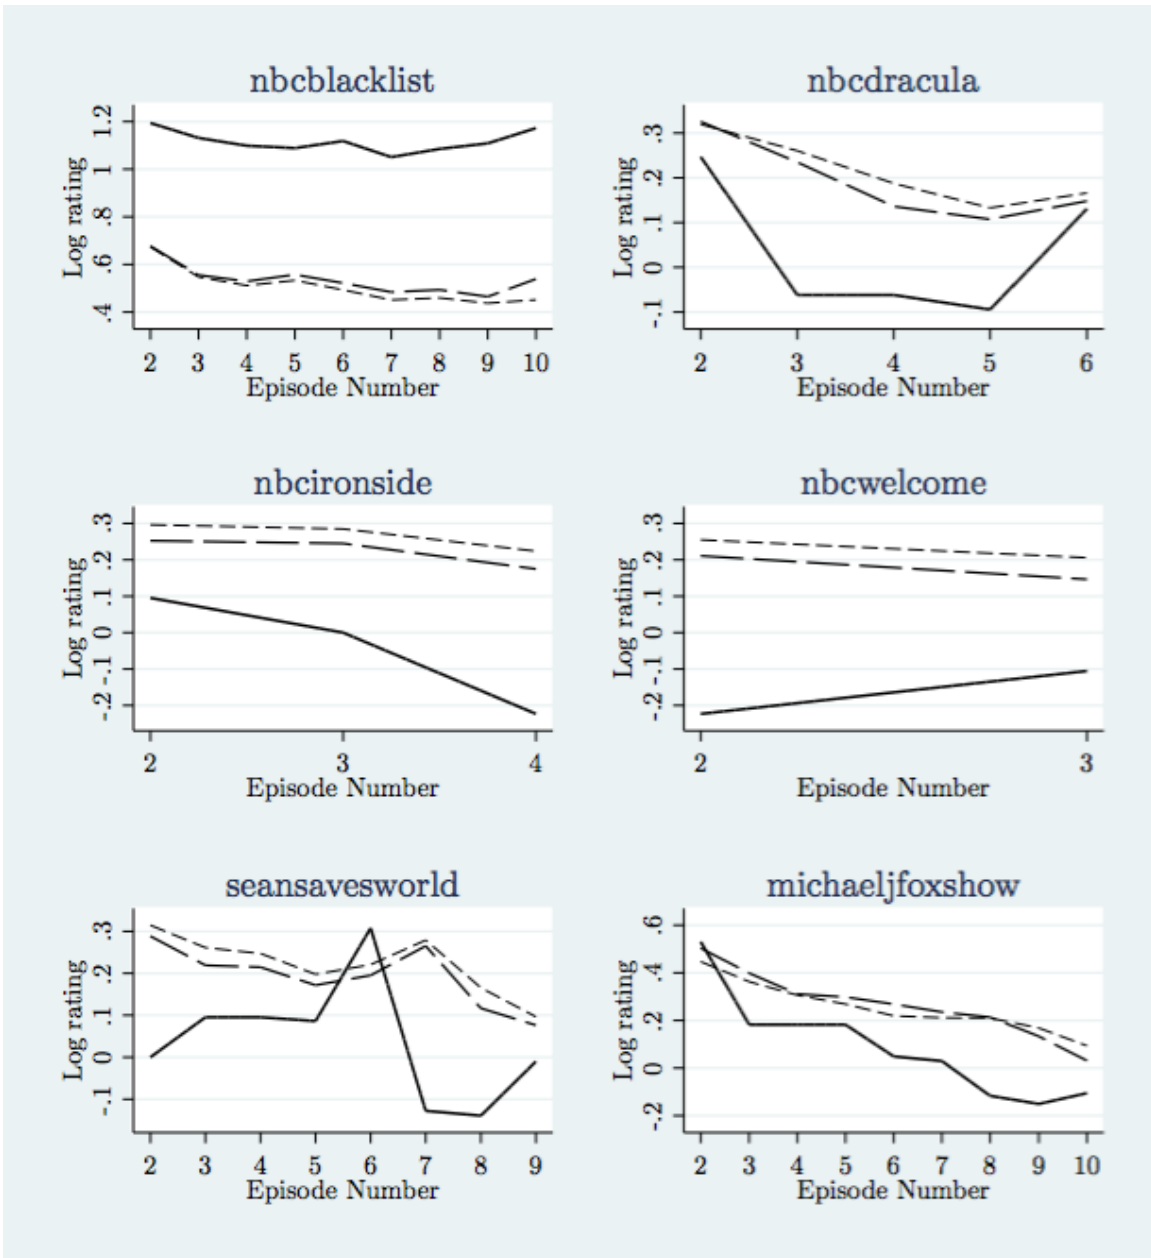 nbcblacklist
Log rating
1.2
1
.8
.6
.4
2 3 4 5 6 7 8 9 10
Episode Number
nbcdracula
Log rating
.3
.2
.1
0
-.1
2 3 4 5 6
Episode Number
nbcironside
Log rating
.3
.2
.1
0
-.1
-.2
2 3 4
Episode Number
nbcwelcome
Log rating
.3
.2
.1
0
-.1
-.2
2 3
Episode Number
seansavesworld
Log rating
.3
.2
.1
0
-.1
2 3 4 5 6 7 8 9
Episode Number
michaeljfoxshow
Log rating
.6
.4
.2
0
-.2
2 3 4 5 6 7 8 9 10
Episode Number